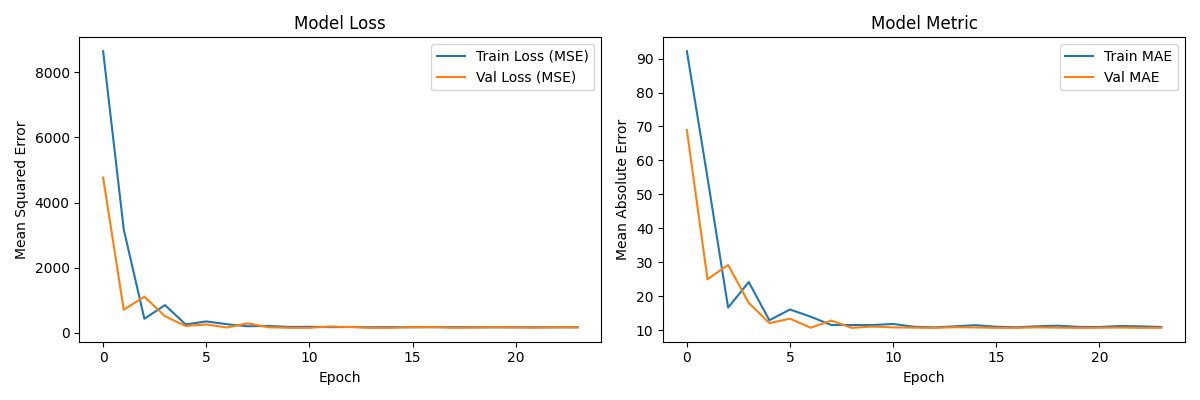 Model Loss
Mean Squared Error
8000
6000
4000
2000
0
Train Loss (MSE)
Val Loss (MSE)
0 5 10 15 20
Epoch
Model Metric
Mean Absolute Error
90
80
70
60
50
40
30
20
10
Train MAE
Val MAE
0 5 10 15 20
Epoch